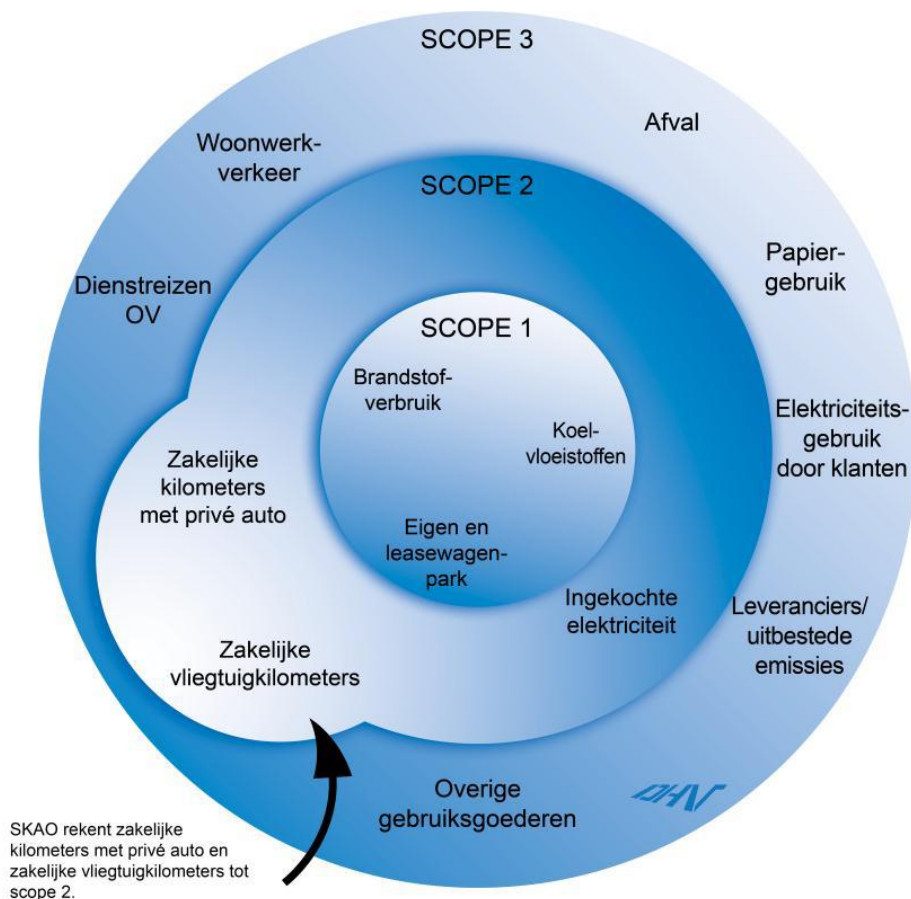 SCOPE 3
Afval
Woonwerk-
verkeer
SCOPE 2
Papier-
gebruik
Dienstreizen
OV
SCOPE 1
Brandstof-
verbruik
Koel-
vloeistoffen
Elektriciteits-
gebruik
door klanten
Zakelijke
kilometers
met privé auto
Eigen en
leasewagen-
park
Ingekochte
elektriciteit
Leveranciers/
uitbestede
emissies
Zakelijke
vliegtuigkilometers
Overige
gebruiksgoederen
DHV
SKAO rekent zakelijke
kilometers met privé auto en
zakelijke vliegtuigkilometers tot
scope 2.